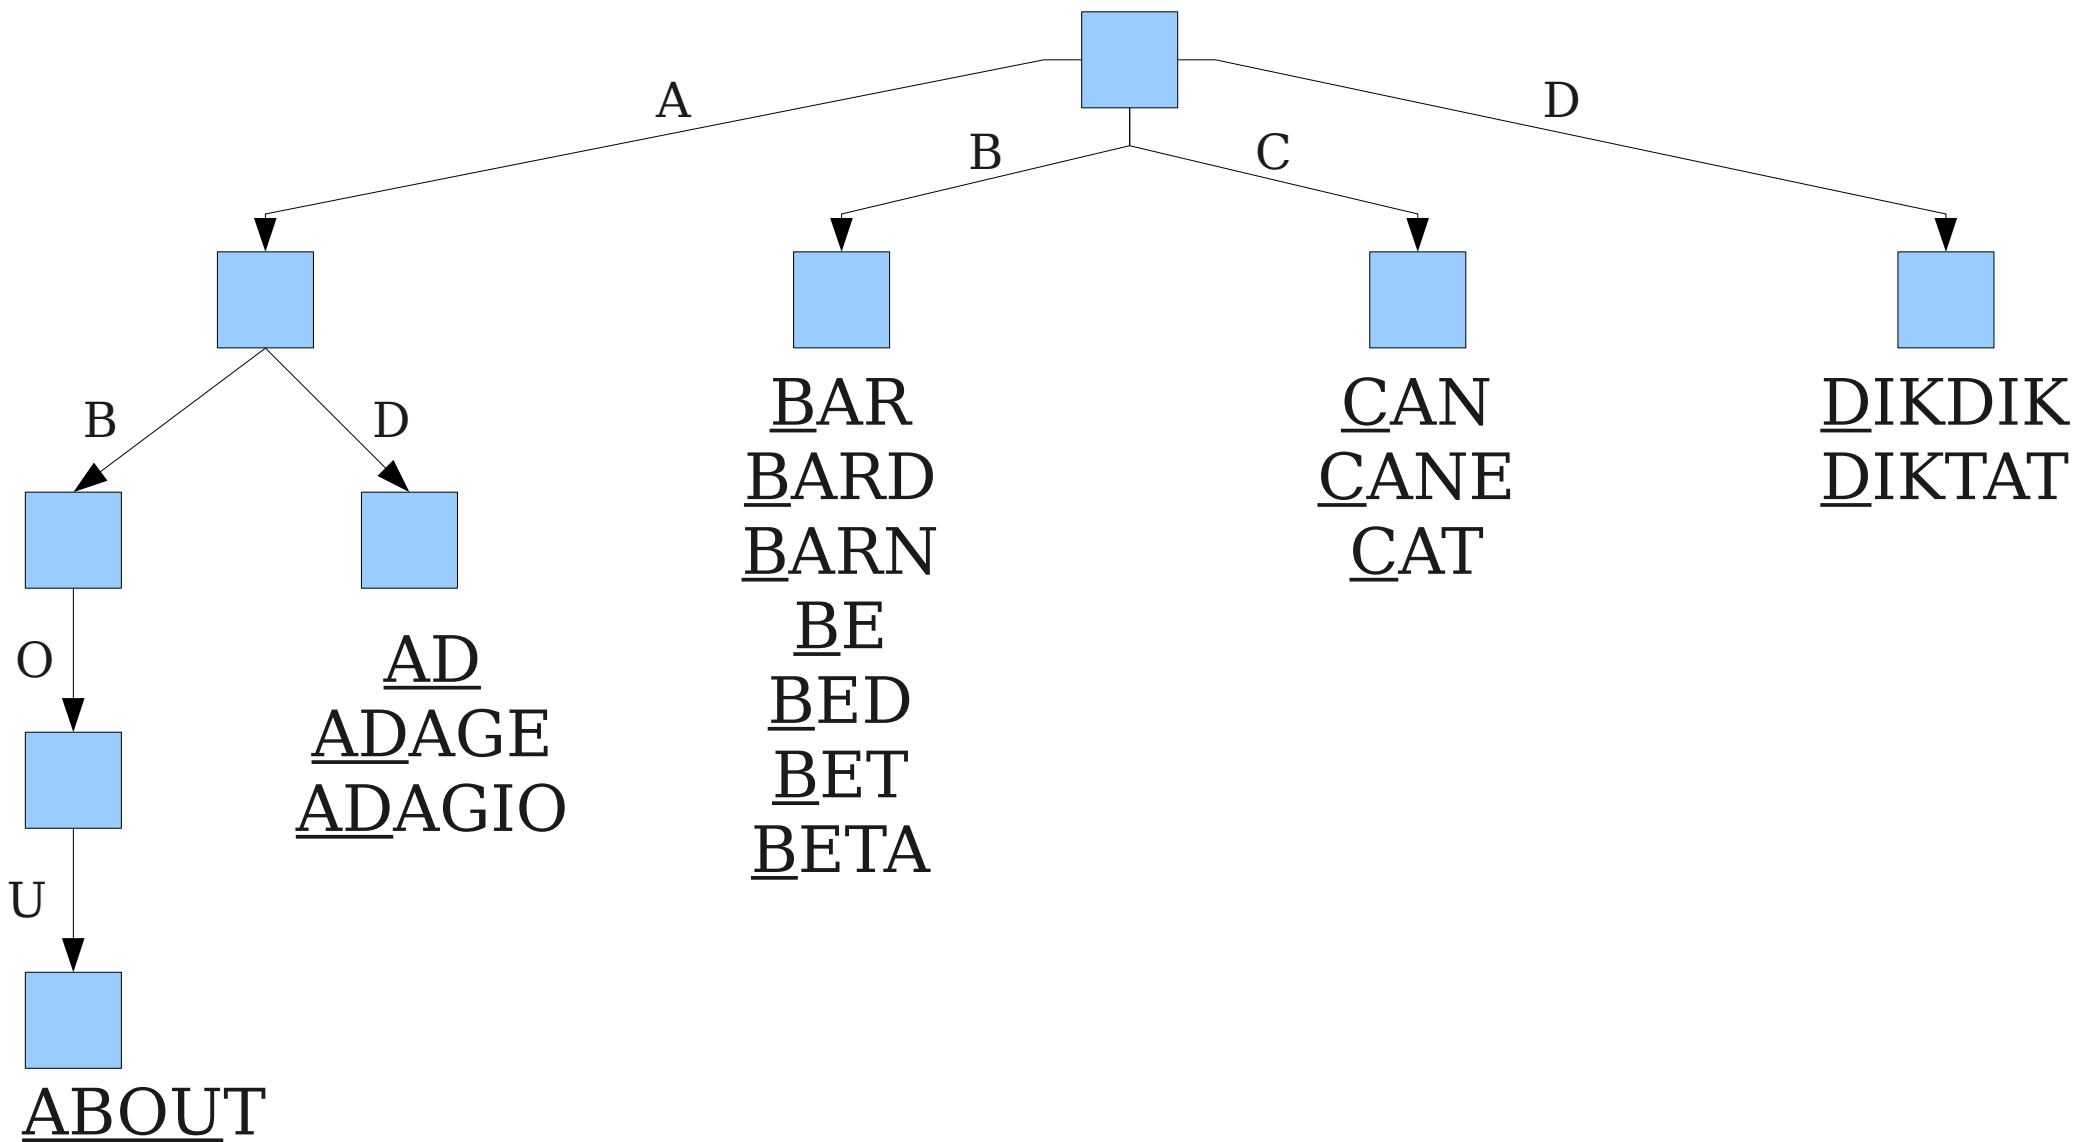 A
D
B
C
B
D
BAR
BARD
BARN
BE
BED
BET
BETA
CAN
CANE
CAT
DIKDIK
DIKTAT
O
AD
ADAGE
ADAGIO
U
ABOUT